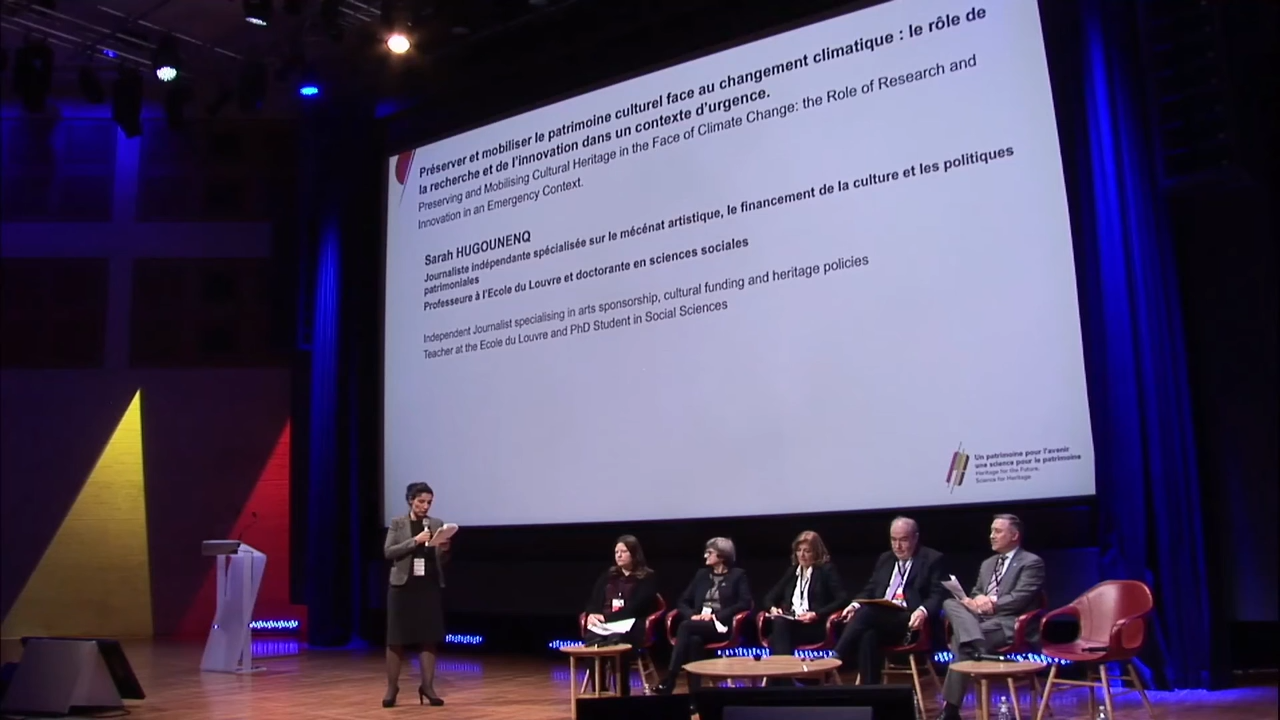 Préserver et mobiliser le patrimoine culturel face au changement climatique : le rôle de
la recherche et de l'innovation dans un contexte d'urgence.
Preserving and Mobilising Cultural Heritage in the Face of Climate Change: the Role of Research and
Innovation in an Emergency Context.
Sarah HUGOUNENQ
Journaliste indépendante spécialisée sur le mécénat artistique, le financement de la culture et les politiques
patrimoniales
Professeure à l'Ecole du Louvre et doctorante en sciences sociales
Independent Journalist specialising in arts sponsorship, cultural funding and heritage policies
Teacher at the Ecole du Louvre and PhD Student in Social Sciences
Un patrimoine pour l'avenir
une science pour le patrimoine
Heritage for the Future,
Science for Heritage